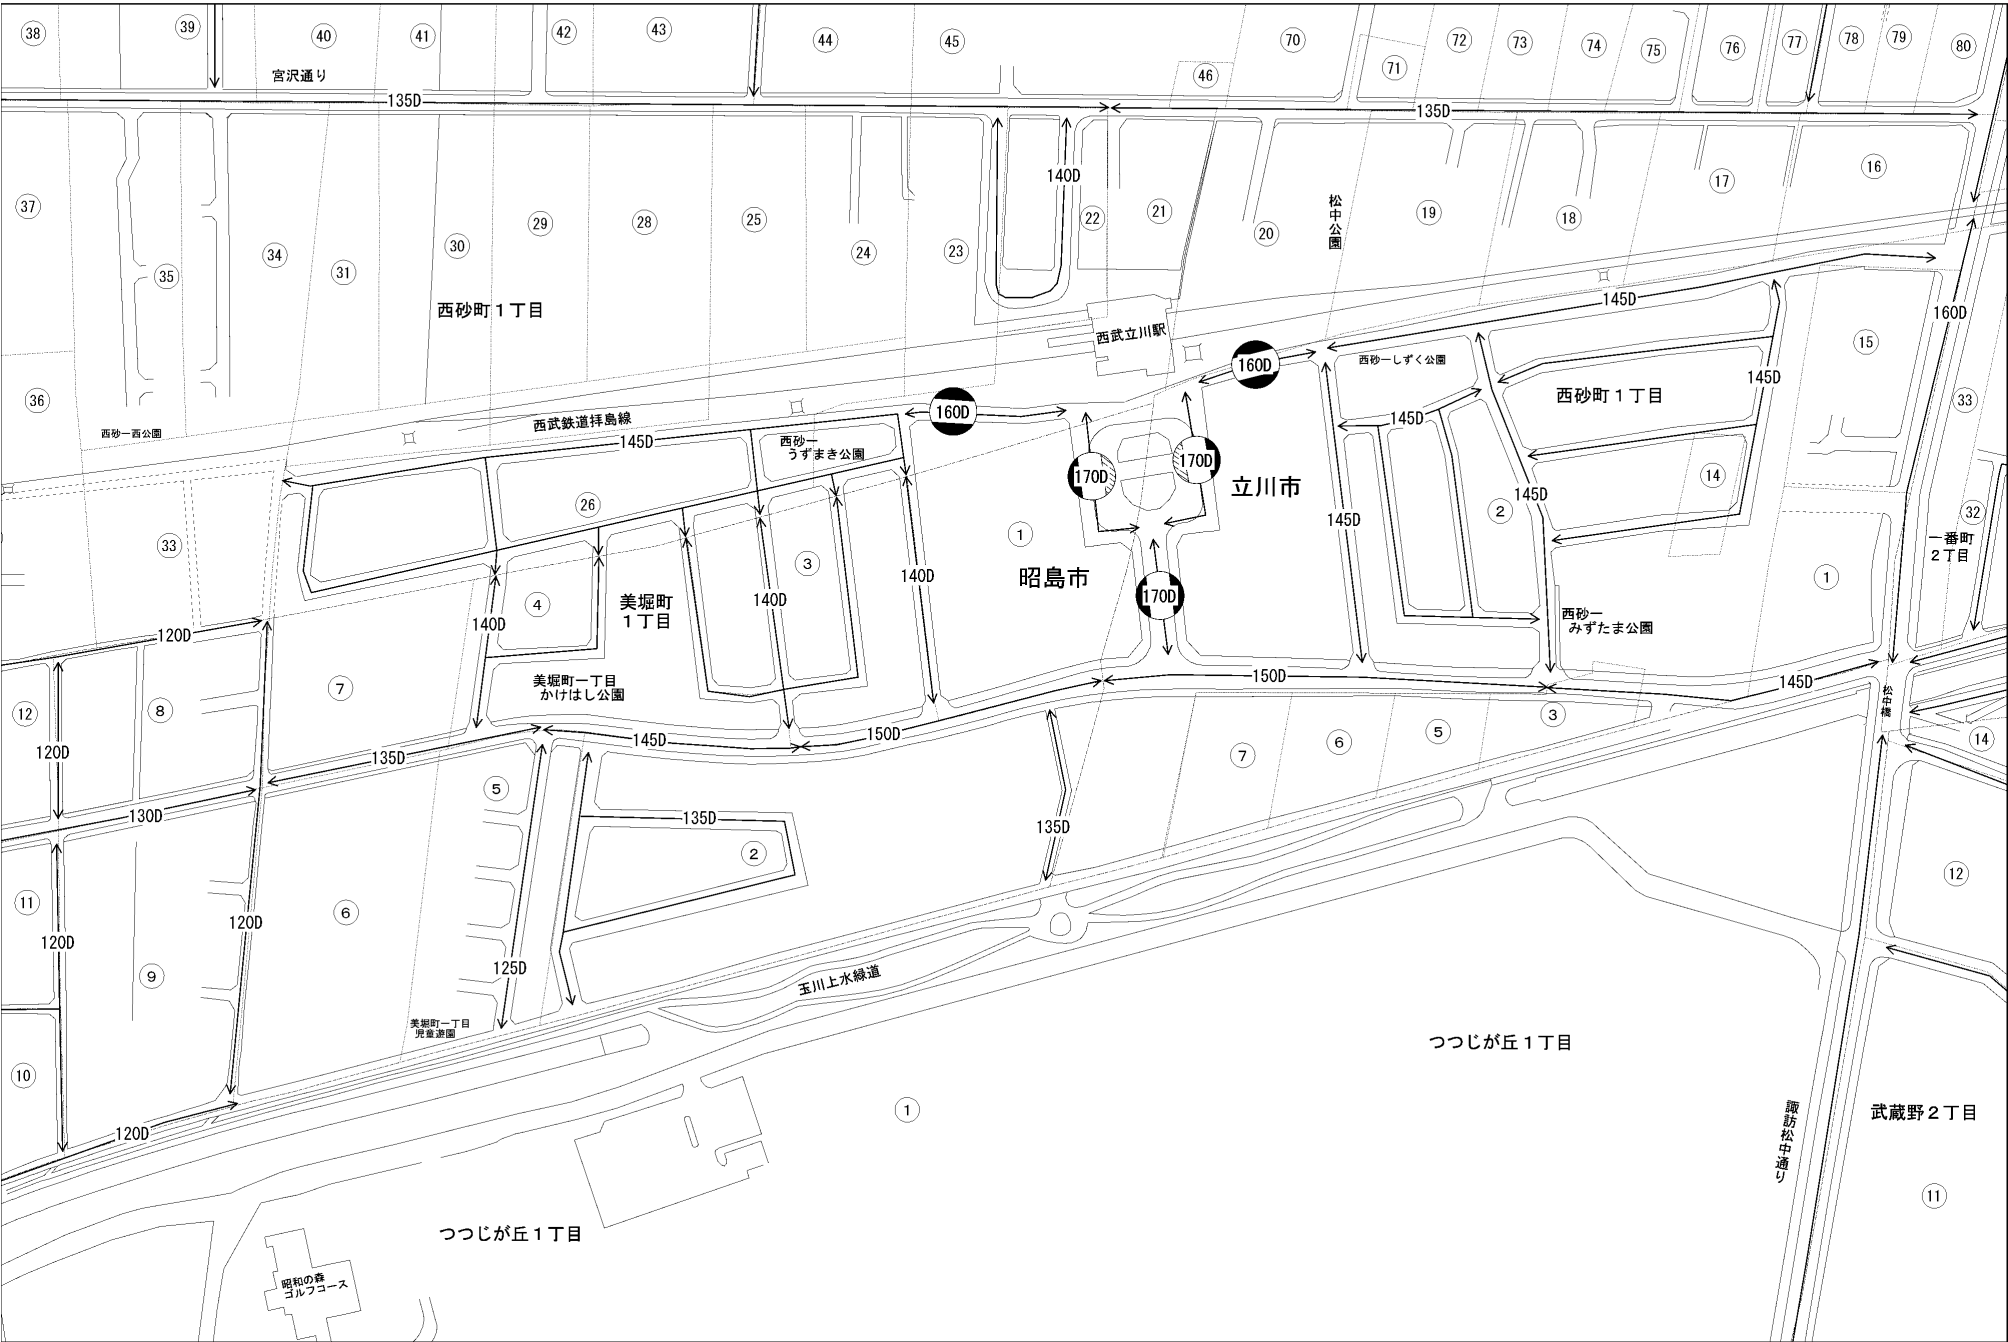 38
39
40
41
42
43
44
45
46
70
71
72
73
74
75
76
77
78
79
80
宮沢通り
135D
135D
37
35
34
31
30
29
28
25
24
23
140D
22
21
20
松中公園
19
18
17
16
西砂町1丁目
西武立川駅
145D
160D
15
36
西砂一西公園
西武鉄道拝島線
145D
西砂一
うずまき公園
160D
160D
西砂一しずく公園
145D
145D
西砂町1丁目
33
170D
170D
立川市
14
26
145D
145D
2
32
一番町
2丁目
33
1
3
140D
昭島市
1
4
美堀町
1丁目
140D
140D
170D
西砂一
みずたま公園
120D
7
美堀町一丁目
かけはし公園
150D
145D
松中橋
12
8
120D
135D
145D
150D
3
5
6
7
14
5
130D
135D
2
135D
12
11
120D
120D
6
9
125D
玉川上水緑道
美堀町一丁目
児童遊園
つつじが丘1丁目
10
120D
1
諏訪松中通り
武蔵野2丁目
11
つつじが丘1丁目
昭和の森
ゴルフコース